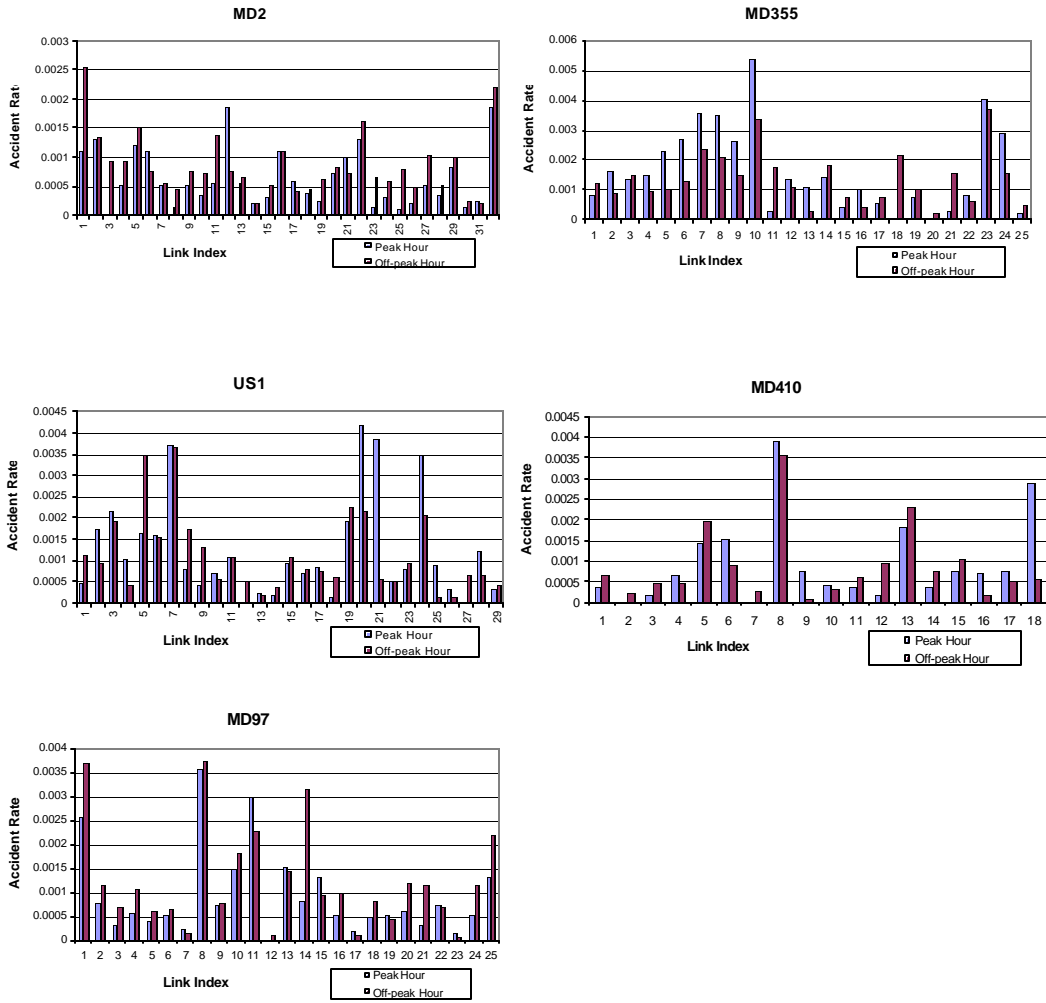 MD2
0.003
0.0025
0.002
0.0015
0.001
0.0005
0
Accident Rate
1 3 5 7 9 11 13 15 17 19 21 23 25 27 29 31
Link Index
Peak Hour
Off-peak Hour
MD355
0.006
0.005
0.004
0.003
0.002
0.001
0
Accident Rate
1 2 3 4 5 6 7 8 9 10 11 12 13 14 15 16 17 18 19 20 21 22 23 24 25
Link Index
Peak Hour
Off-peak Hour
US1
0.0045
0.004
0.0035
0.003
0.0025
0.002
0.0015
0.001
0.0005
0
Accident Rate
1 3 5 7 9 11 13 15 17 19 21 23 25 27 29
Link Index
Peak Hour
Off-peak Hour
MD410
0.0045
0.004
0.0035
0.003
0.0025
0.002
0.0015
0.001
0.0005
0
Accident Rate
1 2 3 4 5 6 7 8 9 10 11 12 13 14 15 16 17 18
Link Index
Peak Hour
Off-peak Hour
MD97
0.004
0.0035
0.003
0.0025
0.002
0.0015
0.001
0.0005
0
Accident Rate
1 2 3 4 5 6 7 8 9 10 11 12 13 14 15 16 17 18 19 20 21 22 23 24 25
Link Index
Peak Hour
Off-peak Hour